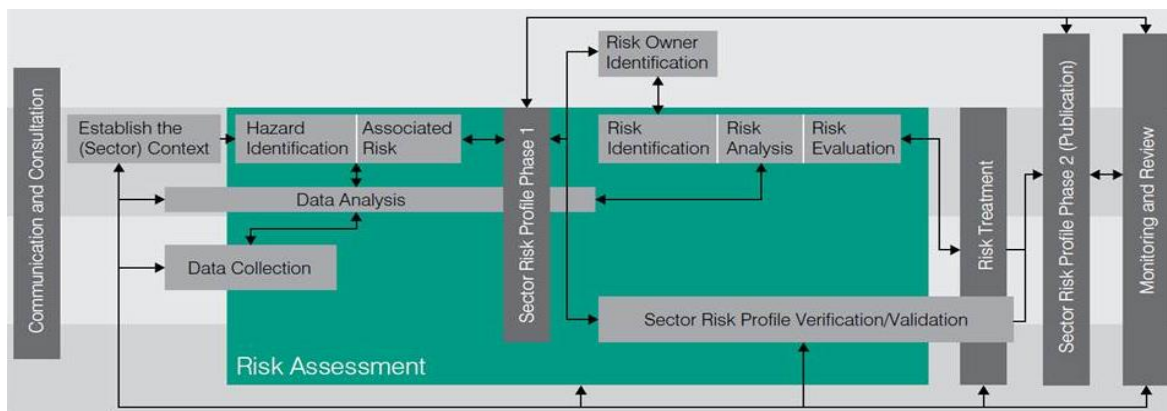 Communication and Consultation
Establish the
(Sector) Context
Hazard
Identification
Associated
Risk
Data Analysis
Data Collection
Risk Assessment
Sector Risk Profile Phase 1
Risk Owner
Identification
Risk
Identification
Risk
Analysis
Risk
Evaluation
Sector Risk Profile Verification/Validation
Risk Treatment
Sector Risk Profile Phase 2 (Publication)
Monitoring and Review